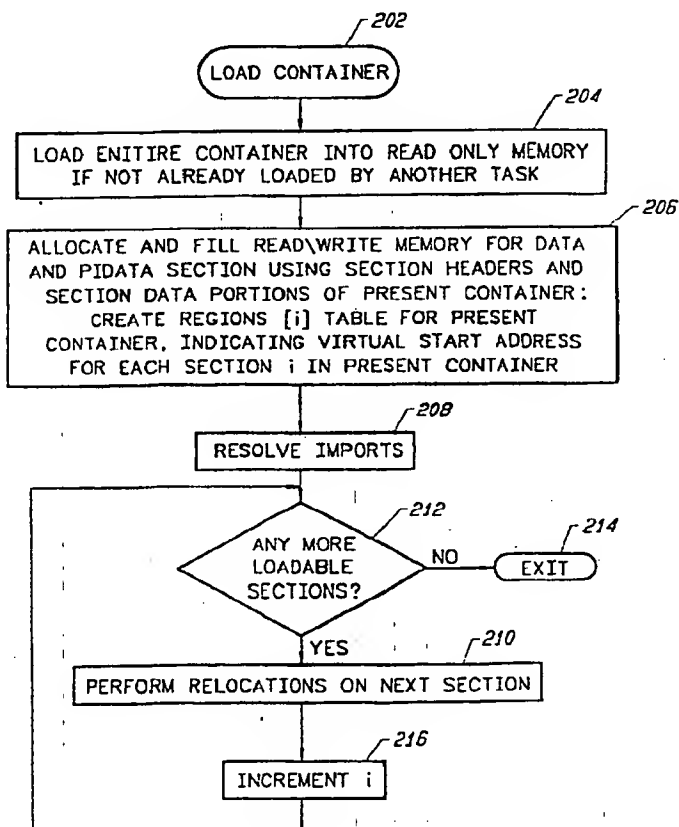 202
LOAD CONTAINER
204
LOAD ENITIRE CONTAINER INTO READ ONLY MEMORY
IF NOT ALREADY LOADED BY ANOTHER TASK
206
ALLOCATE AND FILL READ\WRITE MEMORY FOR DATA
AND PIDATA SECTION USING SECTION HEADERS AND
SECTION DATA PORTIONS OF PRESENT CONTAINER:
CREATE REGIONS [i] TABLE FOR PRESENT
CONTAINER, INDICATING VIRTUAL START ADDRESS
FOR EACH SECTION i IN PRESENT CONTAINER
208
RESOLVE IMPORTS
212
ANY MORE
LOADABLE
SECTIONS?
NO
214
EXIT
YES
210
PERFORM RELOCATIONS ON NEXT SECTION
216
INCREMENT i